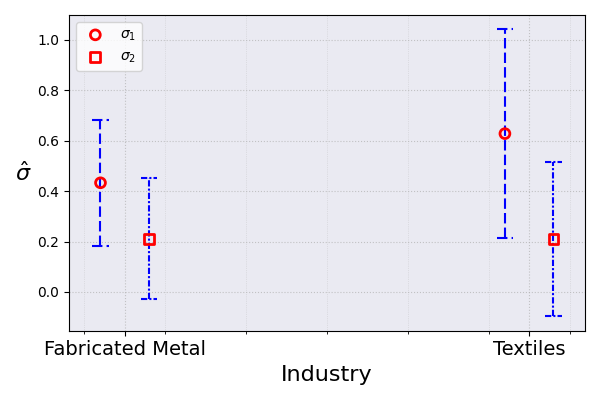 σ₁
σ₂
1.0
0.8
0.6
0.4
0.2
0.0
σ̂
Fabricated Metal
Textiles
Industry